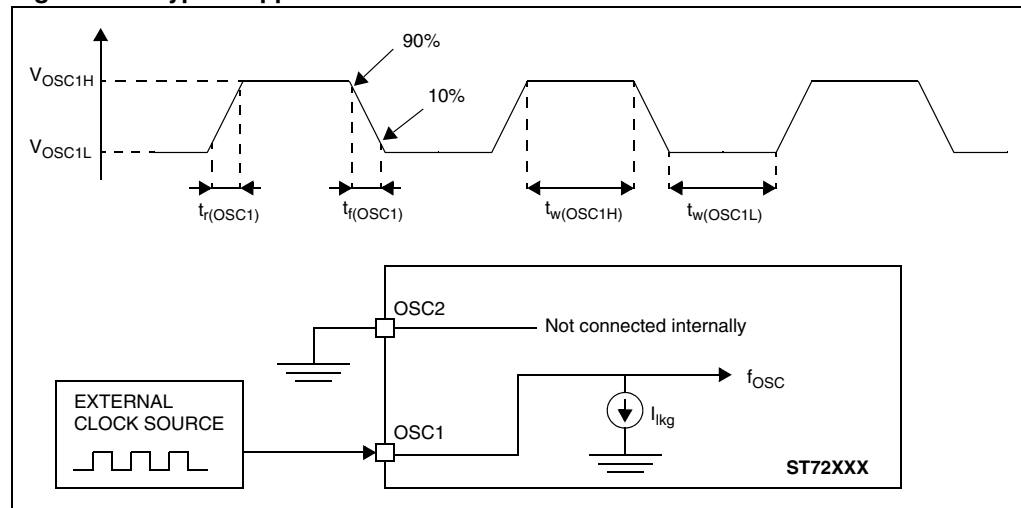 90%
V_OSC1H
10%
V_OSC1L
t_r(OSC1)
t_f(OSC1)
t_w(OSC1H)
t_w(OSC1L)
OSC2
Not connected internally
f_OSC
EXTERNAL
CLOCK SOURCE
OSC1
I_lkg
ST72XXX